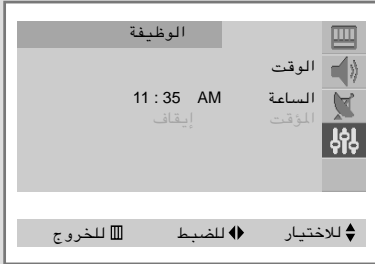 الوظيفة
الوقت
الساعة 11 : 35 AM
المؤقت إيقاف
للاختيار للضبط للخروج